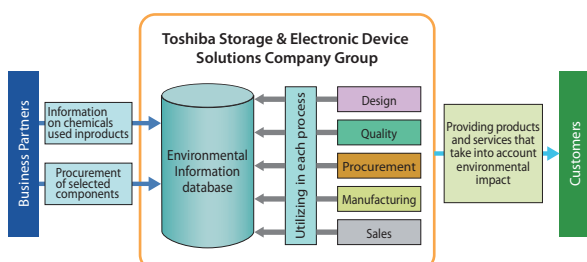 Toshiba Storage & Electronic Device
Solutions Company Group
Business Partners
Information
on chemicals
used inproducts
Procurement
of selected
components
Environmental
Information
database
Utilizing in each process
Design
Quality
Procurement
Manufacturing
Sales
Providing products
and services that
take into account
environmental
impact
Customers